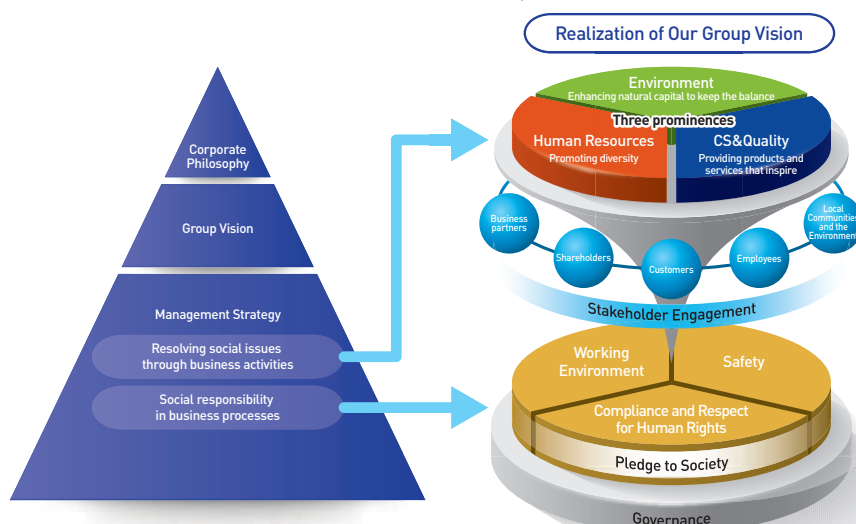 Realization of Our Group Vision
Corporate
Philosophy
Group Vision
Management Strategy
Resolving social issues
through business activities
Social responsibility
in business processes
Environment
Enhancing natural capital to keep the balance
Three prominences
Human Resources
Promoting diversity
CS&Quality
Providing products and
services that inspire
Business
partners
Shareholders
Customers
Employees
Local
Communities
and the
Environment
Stakeholder Engagement
Working
Environment
Safety
Compliance and Respect
for Human Rights
Pledge to Society
Governance